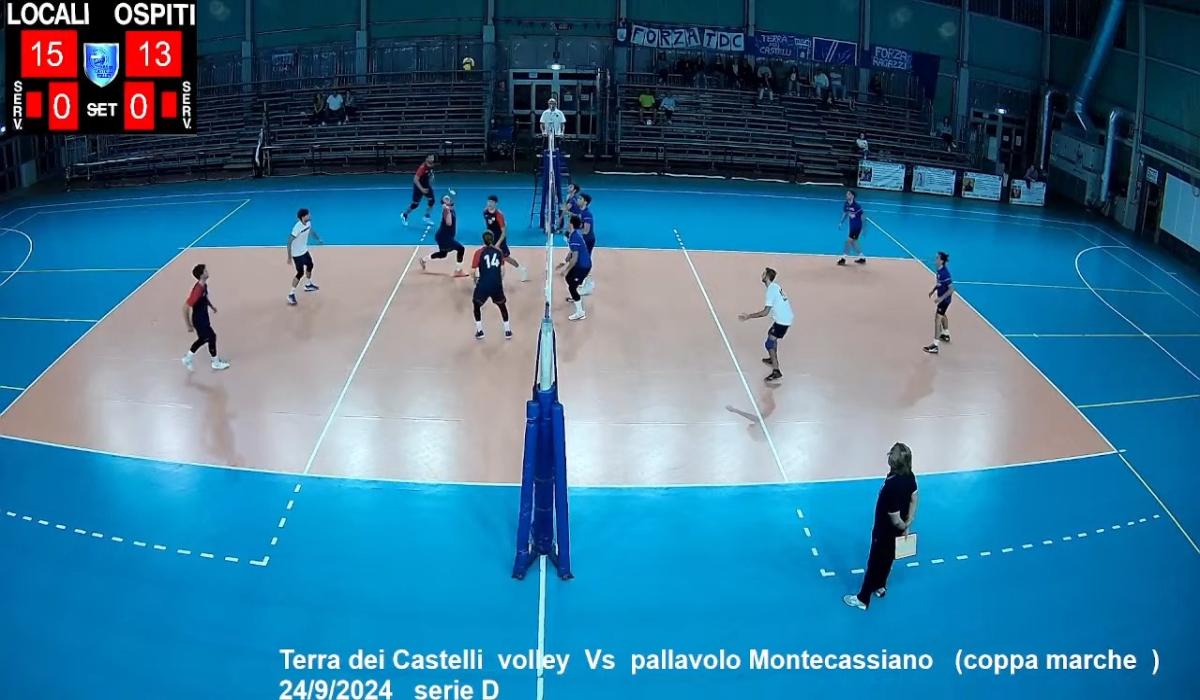 LOCALI OSPITI
15 13
SERV. 0 SET 0 SERV.
FORZA TDC
TERRA
CASTELLI
FORZA
RAGAZZI
14
Terra dei Castelli volley Vs pallavolo Montecassiano (coppa marche )
24/9/2024 serie D